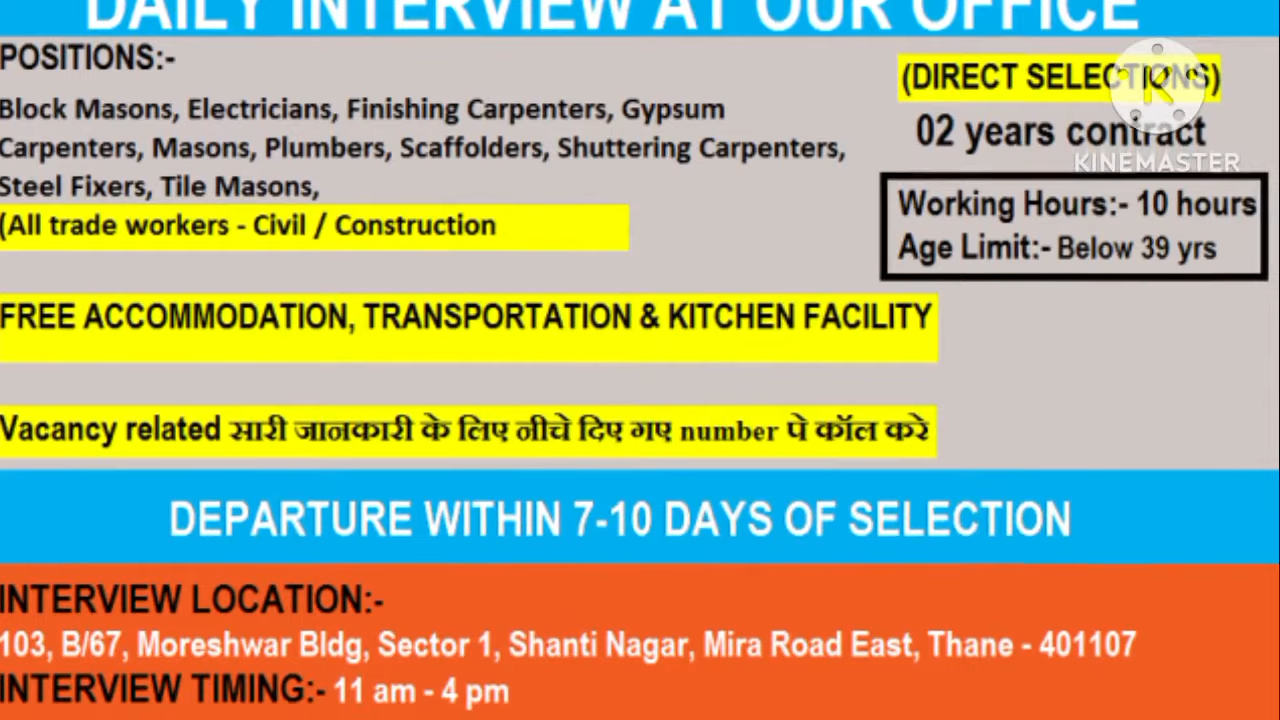 DAILY INTERVIEW AT OUR OFFICE
POSITIONS:-
Block Masons, Electricians, Finishing Carpenters, Gypsum
Carpenters, Masons, Plumbers, Scaffolders, Shuttering Carpenters,
Steel Fixers, Tile Masons,
(All trade workers - Civil / Construction
(DIRECT SELECTIONS)
02 years contract
KINEMASTER
Working Hours:- 10 hours
Age Limit:- Below 39 yrs
FREE ACCOMMODATION, TRANSPORTATION & KITCHEN FACILITY
Vacancy related सारी जानकारी के लिए नीचे दिए गए number पे कॉल करे
DEPARTURE WITHIN 7-10 DAYS OF SELECTION
INTERVIEW LOCATION:-
103, B/67, Moreshwar Bldg, Sector 1, Shanti Nagar, Mira Road East, Thane - 401107
INTERVIEW TIMING:- 11 am - 4 pm